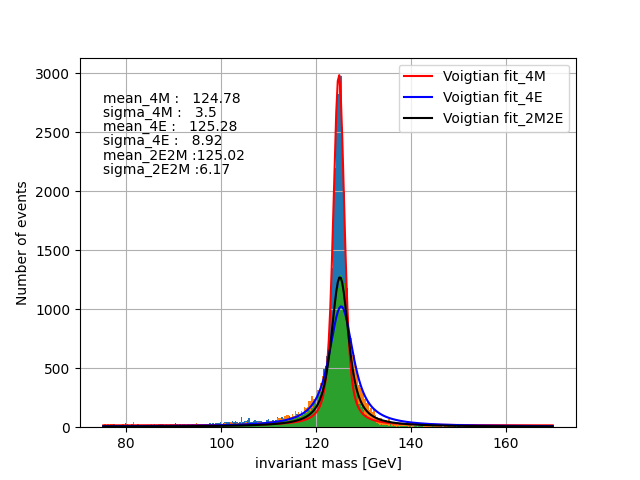 Voigtian fit_4M
Voigtian fit_4E
Voigtian fit_2M2E
mean_4M :   124.78
sigma_4M :   3.5
mean_4E :   125.28
sigma_4E :   8.92
mean_2E2M :125.02
sigma_2E2M :6.17
3000
2500
2000
1500
1000
500
0
Number of events
80 100 120 140 160
invariant mass [GeV]